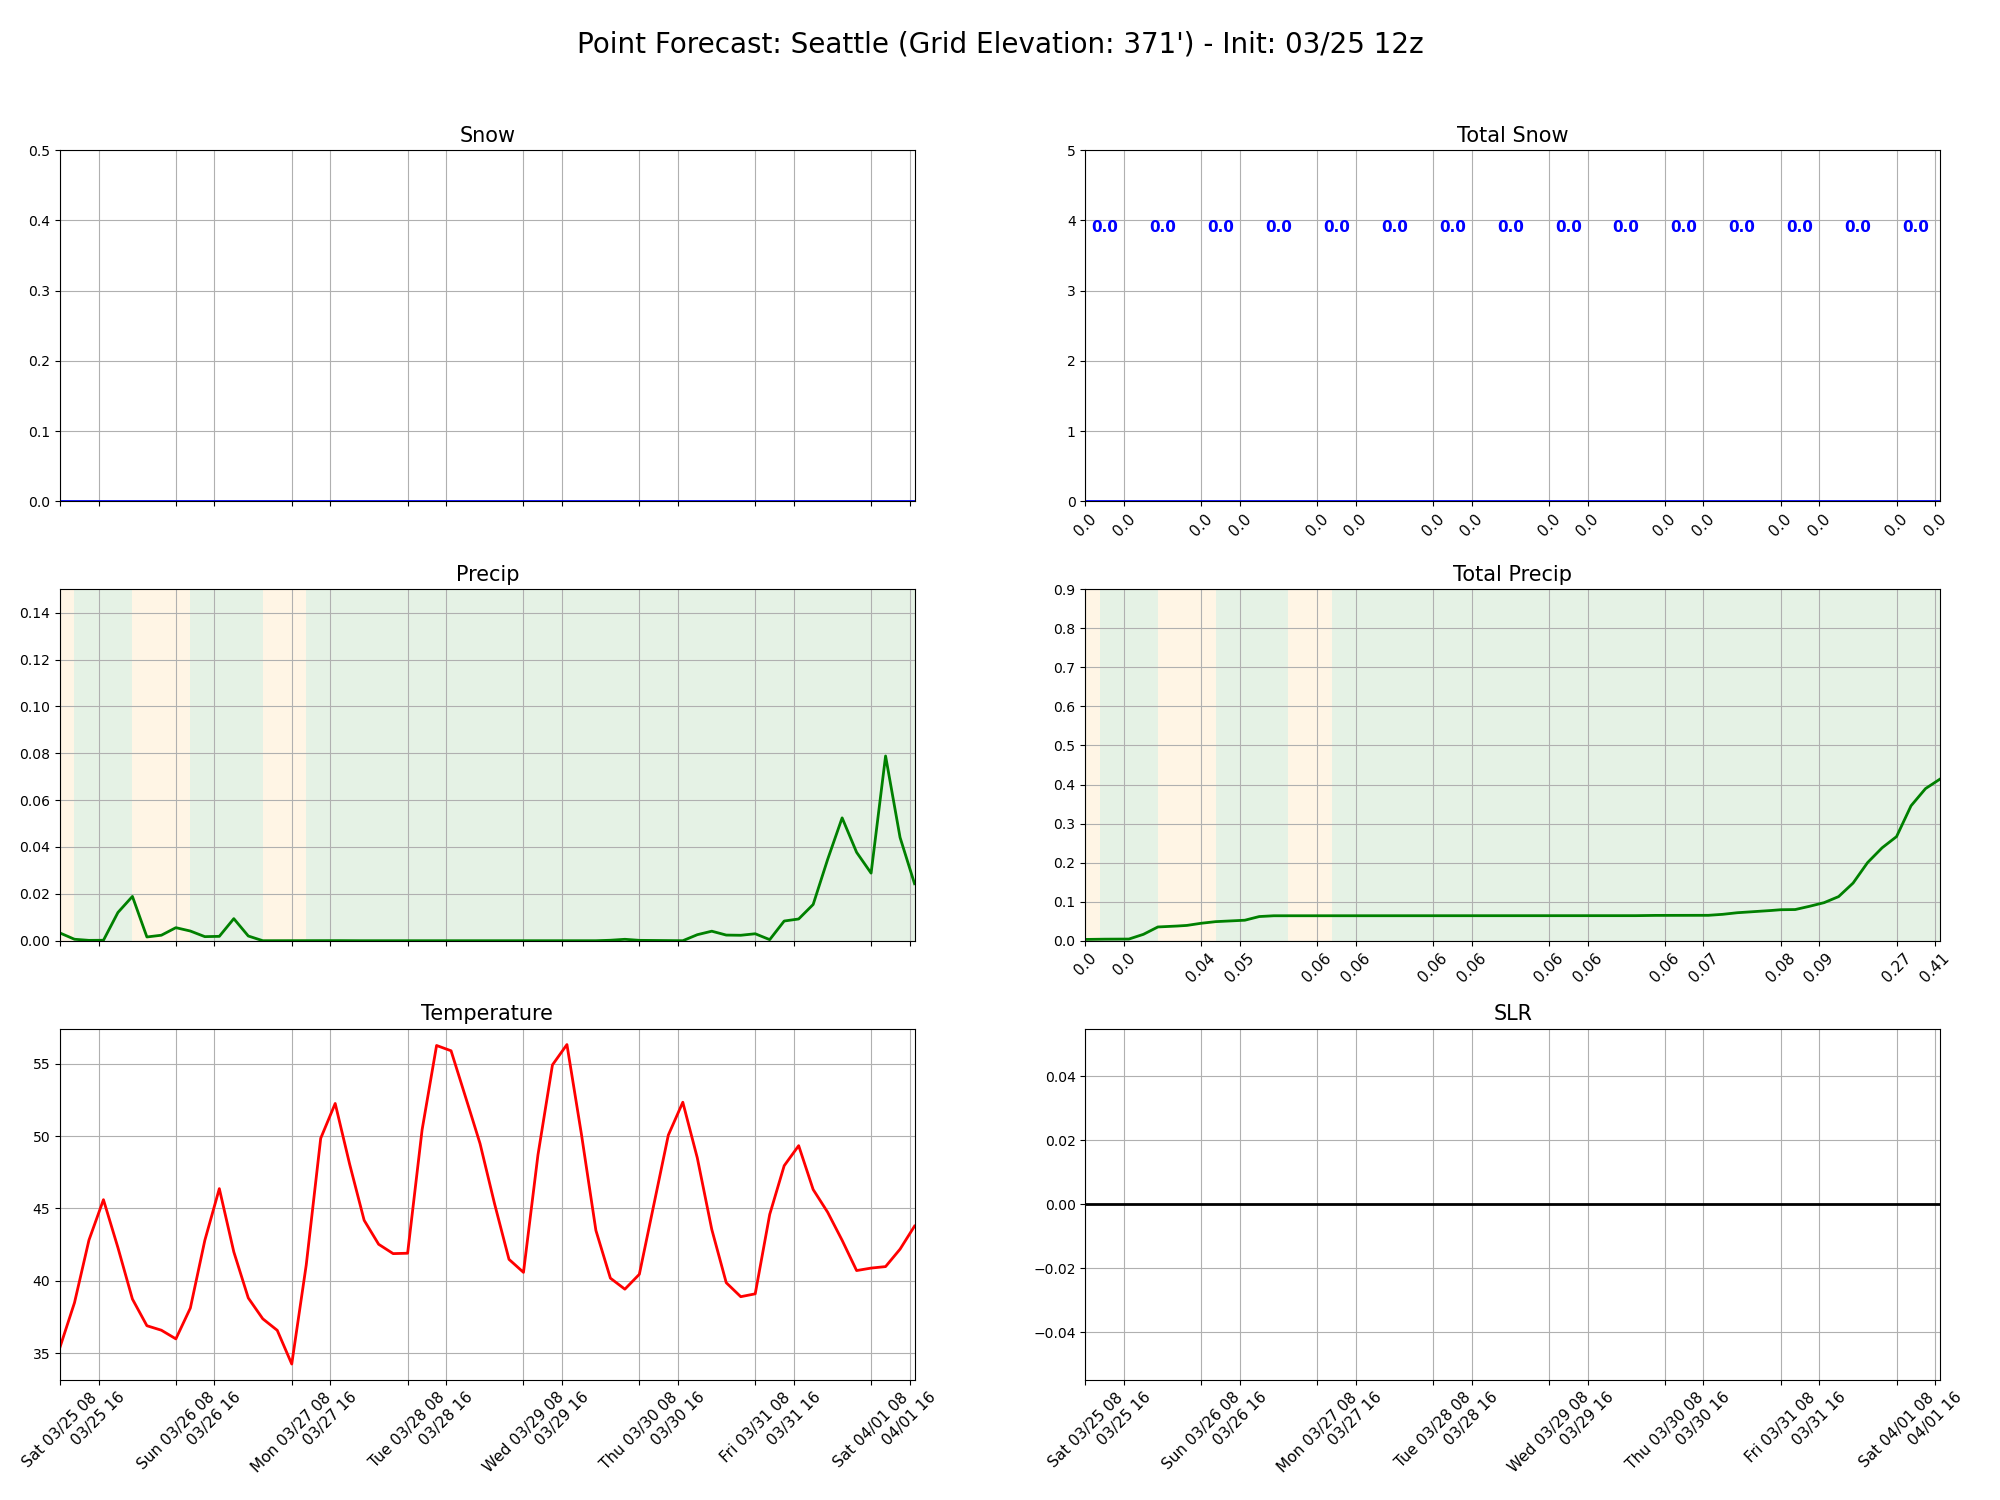 Point Forecast: Seattle (Grid Elevation: 371') - Init: 03/25 12z
Snow
0.5
0.4
0.3
0.2
0.1
0.0
Total Snow
5
4
3
2
1
0
0.0 0.0 0.0 0.0 0.0 0.0 0.0 0.0 0.0 0.0 0.0 0.0 0.0 0.0 0.0
0.0 0.0 0.0 0.0 0.0 0.0 0.0 0.0 0.0 0.0 0.0 0.0 0.0 0.0 0.0 0.0
Precip
0.14
0.12
0.10
0.08
0.06
0.04
0.02
0.00
Total Precip
0.9
0.8
0.7
0.6
0.5
0.4
0.3
0.2
0.1
0.0
0.0 0.0 0.04 0.05 0.06 0.06 0.06 0.06 0.06 0.06 0.06 0.07 0.08 0.09 0.27 0.41
Temperature
55
50
45
40
35
Sat 03/25 08
03/25 16
Sun 03/26 08
03/26 16
Mon 03/27 08
03/27 16
Tue 03/28 08
03/28 16
Wed 03/29 08
03/29 16
Thu 03/30 08
03/30 16
Fri 03/31 08
03/31 16
Sat 04/01 08
04/01 16
SLR
0.04
0.02
0.00
−0.02
−0.04
Sat 03/25 08
03/25 16
Sun 03/26 08
03/26 16
Mon 03/27 08
03/27 16
Tue 03/28 08
03/28 16
Wed 03/29 08
03/29 16
Thu 03/30 08
03/30 16
Fri 03/31 08
03/31 16
Sat 04/01 08
04/01 16